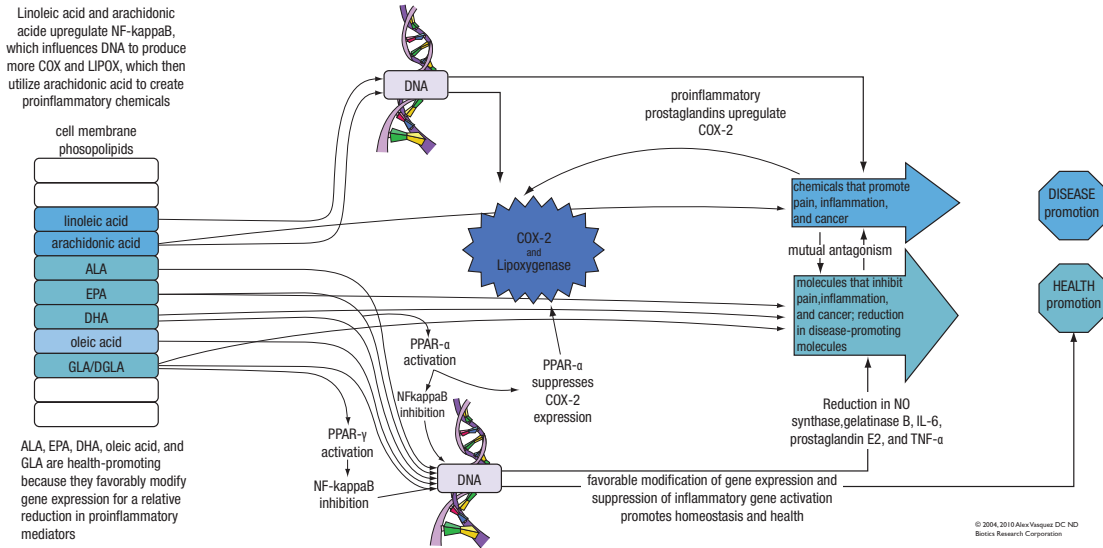 Linoleic acid and arachidonic
acide upregulate NF-kappaB,
which influences DNA to produce
more COX and LIPOX, which then
utilize arachidonic acid to create
proinflammatory chemicals
cell membrane
phosopolipids
linoleic acid
arachidonic acid
ALA
EPA
DHA
oleic acid
GLA/DGLA
ALA, EPA, DHA, oleic acid, and
GLA are health-promoting
because they favorably modify
gene expression for a relative
reduction in proinflammatory
mediators
DNA
proinflammatory
prostaglandins upregulate
COX-2
COX-2
and
Lipoxygenase
chemicals that promote
pain, inflammation,
and cancer
mutual antagonism
molecules that inhibit
pain,inflammation,
and cancer; reduction
in disease-promoting
molecules
DISEASE
promotion
HEALTH
promotion
PPAR-α
activation
NFkappaB
inhibition
PPAR-α
suppresses
COX-2
expression
PPAR-γ
activation
NF-kappaB
inhibition
DNA
Reduction in NO
synthase,gelatinase B, IL-6,
prostaglandin E2, and TNF-α
favorable modification of gene expression and
suppression of inflammatory gene activation
promotes homeostasis and health
© 2004, 2010 Alex Vasquez DC ND
Biotics Research Corporation